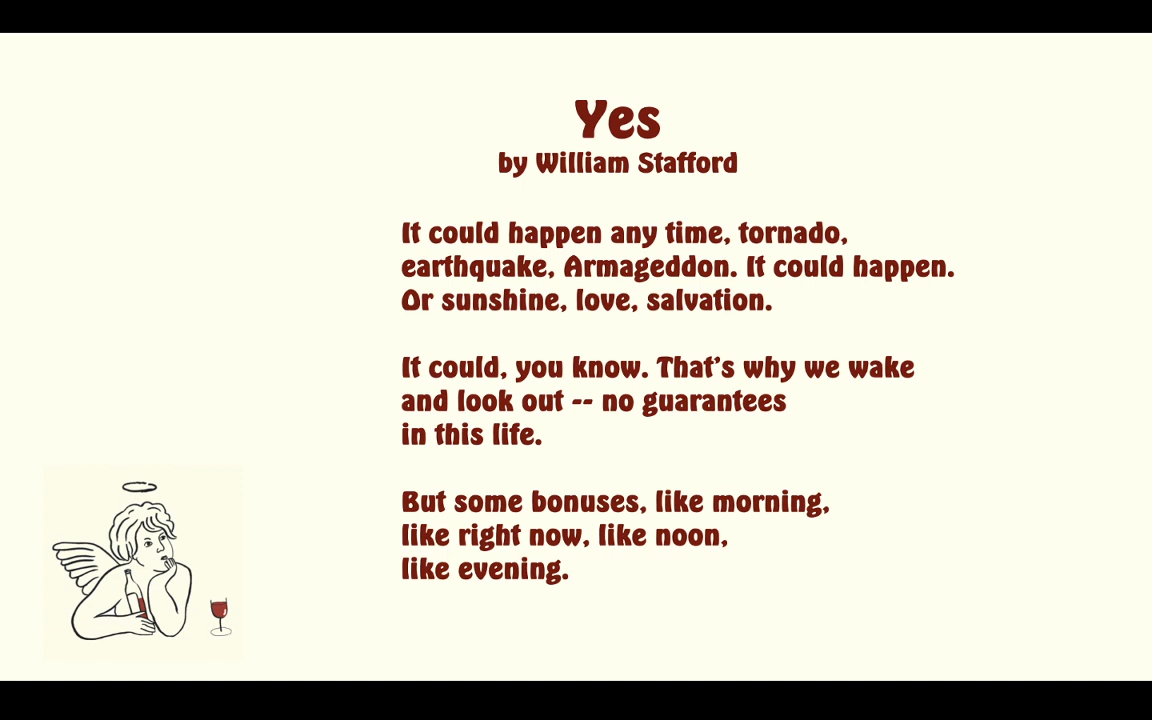 Yes
by William Stafford
It could happen any time, tornado,
earthquake, Armageddon. It could happen.
Or sunshine, love, salvation.
It could, you know. That's why we wake
and look out -- no guarantees
in this life.
But some bonuses, like morning,
like right now, like noon,
like evening.